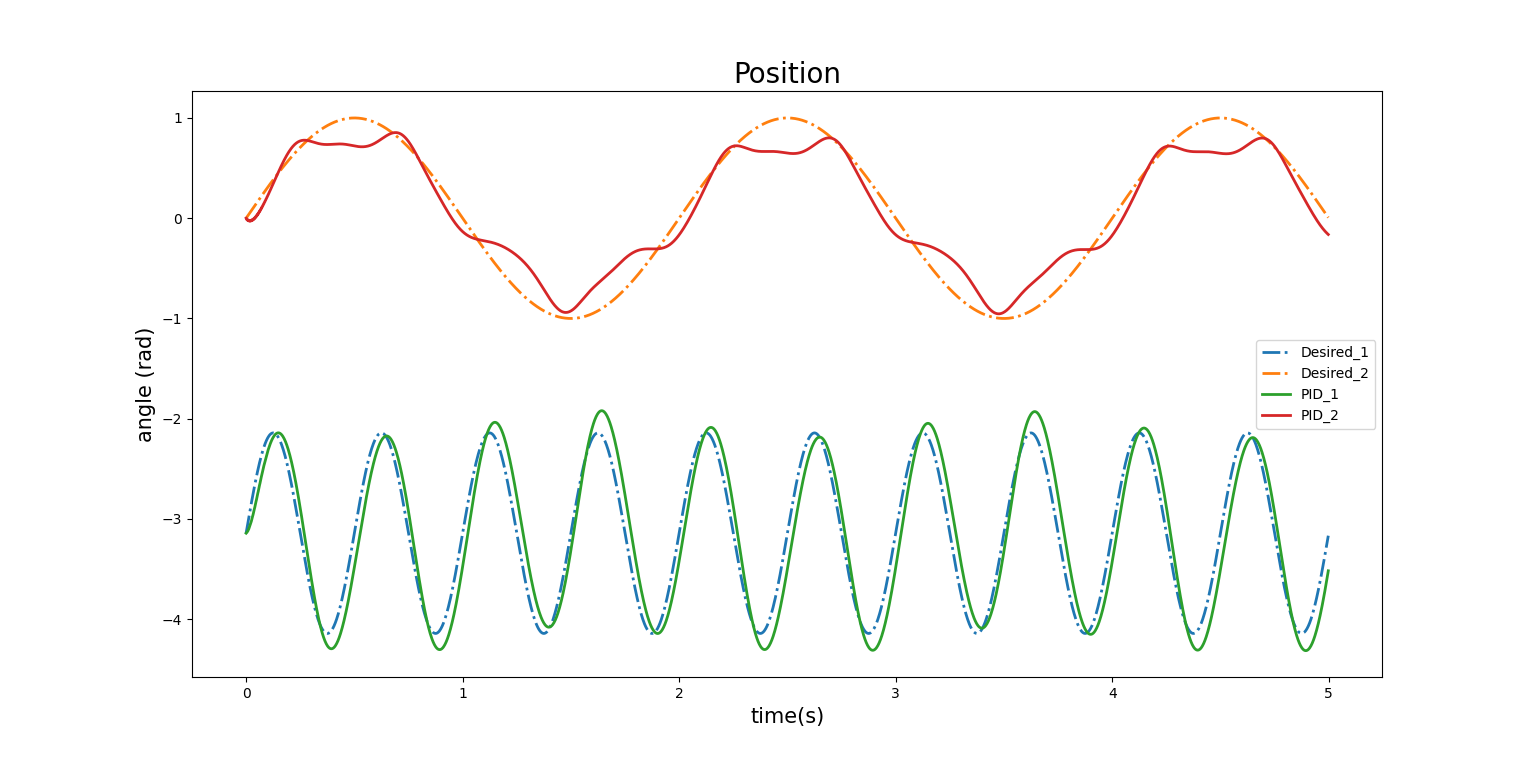 Position
angle (rad)
1
0
−1
−2
−3
−4
Desired_1
Desired_2
PID_1
PID_2
0 1 2 3 4 5
time(s)